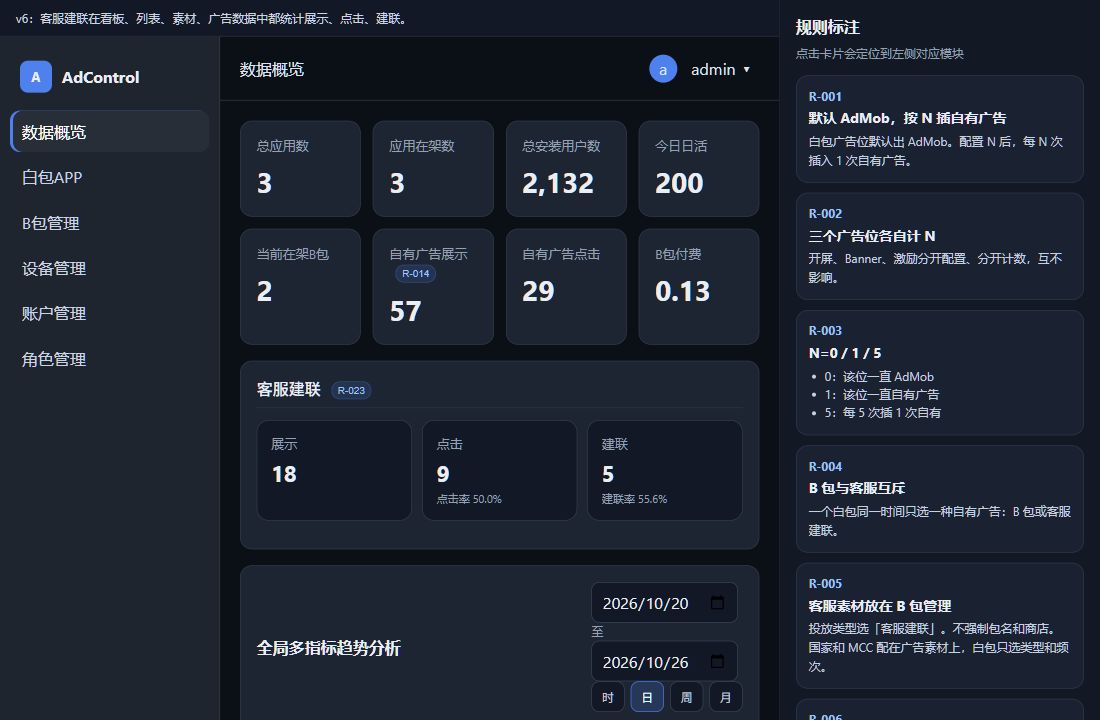 v6：客服建联在看板、列表、素材、广告数据中都统计展示、点击、建联。
A
AdControl
数据概览
白包APP
B包管理
设备管理
账户管理
角色管理
数据概览
a
admin ▾
总应用数
3
应用在架数
3
总安装用户数
2,132
今日日活
200
当前在架B包
2
自有广告展示
R-014
57
自有广告点击
29
B包付费
0.13
客服建联
R-023
展示
18
点击
9
点击率 50.0%
建联
5
建联率 55.6%
全局多指标趋势分析
2026/10/20
至
2026/10/26
时
日
周
月
规则标注
点击卡片会定位到左侧对应模块
R-001
默认 AdMob，按 N 插自有广告
白包广告位默认出 AdMob。配置 N 后，每 N 次
插入 1 次自有广告。
R-002
三个广告位各自计 N
开屏、Banner、激励分开配置、分开计数，互不
影响。
R-003
N=0 / 1 / 5
• 0：该位一直 AdMob
• 1：该位一直自有广告
• 5：每 5 次插 1 次自有
R-004
B 包与客服互斥
一个白包同一时间只选一种自有广告：B 包或客服
建联。
R-005
客服素材放在 B 包管理
投放类型选「客服建联」。不强制包名和商店。
国家和 MCC 配在广告素材上，白包只选类型和频
次。
R-006